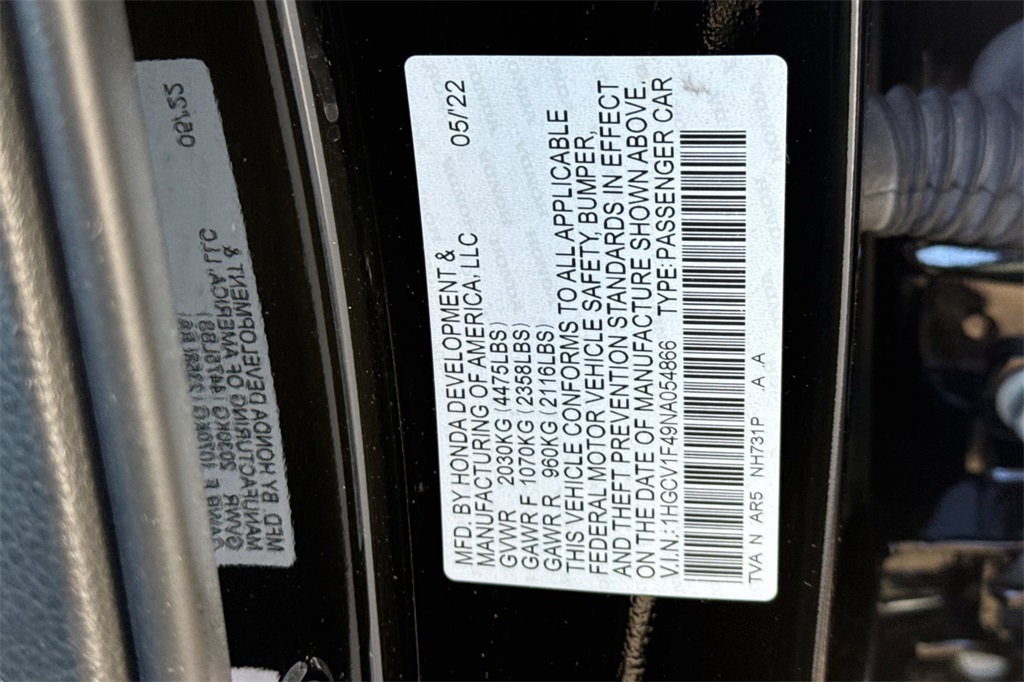 MFD. BY HONDA DEVELOPMENT & 05/'22
MANUFACTURING OF AMERICA, LLC
GVWR 2030KG (4475LBS)
GAWR F 1070KG (2358LBS)
GAWR R 960KG (2116LBS)
THIS VEHICLE CONFORMS TO ALL APPLICABLE
FEDERAL MOTOR VEHICLE SAFETY, BUMPER,
AND THEFT PREVENTION STANDARDS IN EFFECT
ON THE DATE OF MANUFACTURE SHOWN ABOVE.
V.I.N.: 1HGCV1F49NA054866 TYPE: PASSENGER CAR
TVA N AR5 NH731P .A .A